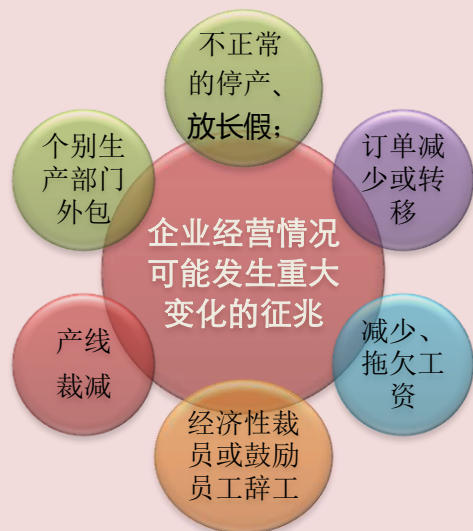 不正常
的停产、
放长假；
订单减
少或转
移
减少、
拖欠工
资
经济性裁
员或鼓励
员工辞工
产线
裁减
个别生
产部门
外包
企业经营情况
可能发生重大
变化的征兆